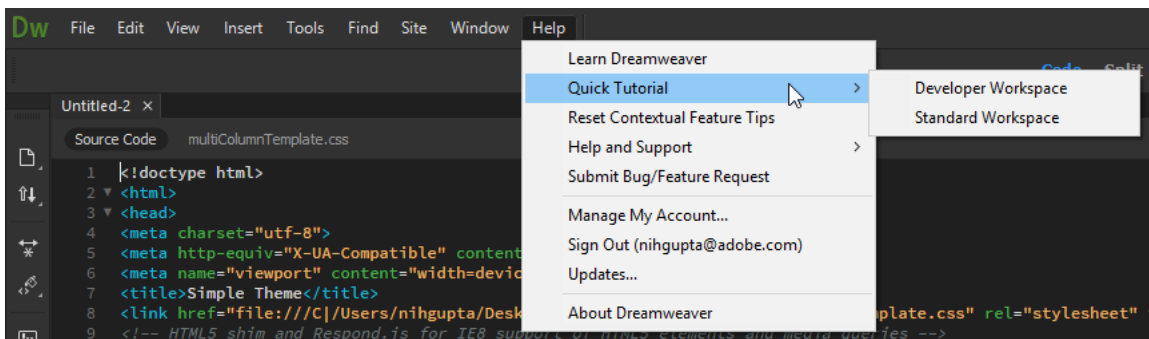 Dw File Edit View Insert Tools Find Site Window Help
Code Split
Untitled-2 ×
Source Code multiColumnTemplate.css
1 <!doctype html>
2 <html>
3 <head>
4 <meta charset="utf-8">
5 <meta http-equiv="X-UA-Compatible" content
6 <meta name="viewport" content="width=devic
7 <title>Simple Theme</title>
8 <link href="file:///C|/Users/nihgupta/Desk plate.css" rel="stylesheet"
9 <!-- HTML5 shim and Respond.js for IE8 support of HTML5 elements and media queries -->
Learn Dreamweaver
Quick Tutorial >
Reset Contextual Feature Tips
Help and Support >
Submit Bug/Feature Request
Manage My Account...
Sign Out (nihgupta@adobe.com)
Updates...
About Dreamweaver
Developer Workspace
Standard Workspace